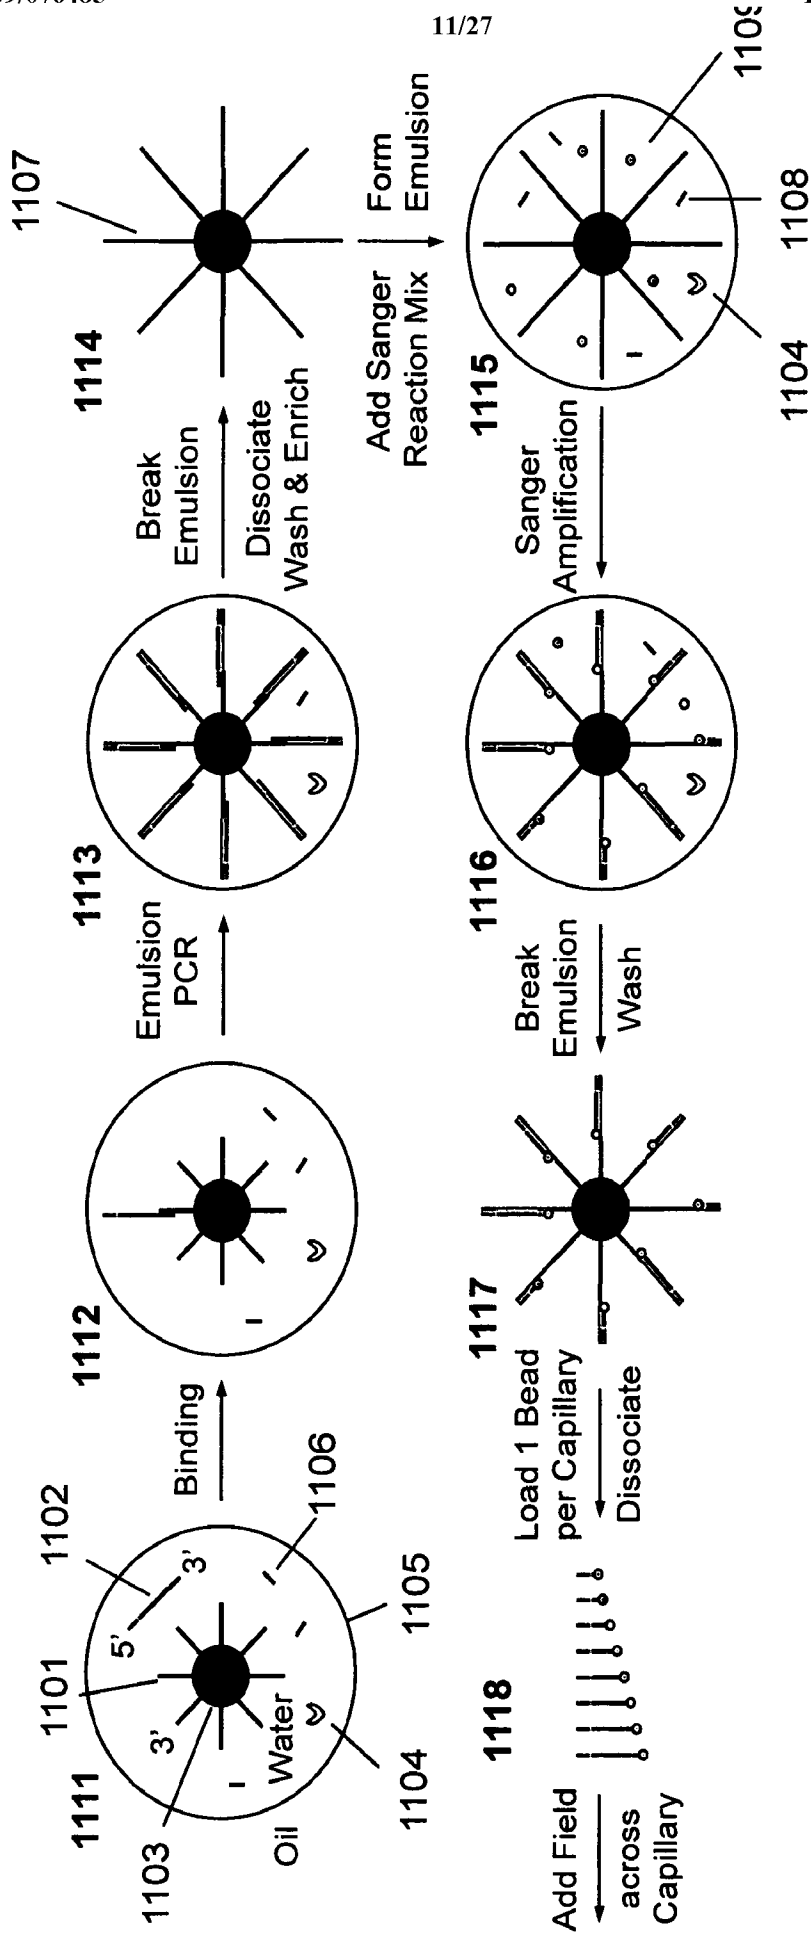 11/27
1111
1101
1102
1103
5'
3'
3'
Water
Oil
1104
1105
1106
Binding
1112
Emulsion
PCR
1113
Break
Emulsion
Dissociate
Wash & Enrich
1114
1107
Add Sanger
Reaction Mix
Form
Emulsion
1115
1109
1108
1104
Sanger
Amplification
1116
Break
Emulsion
Wash
1117
Load 1 Bead
per Capillary
Dissociate
1118
Add Field
across
Capillary